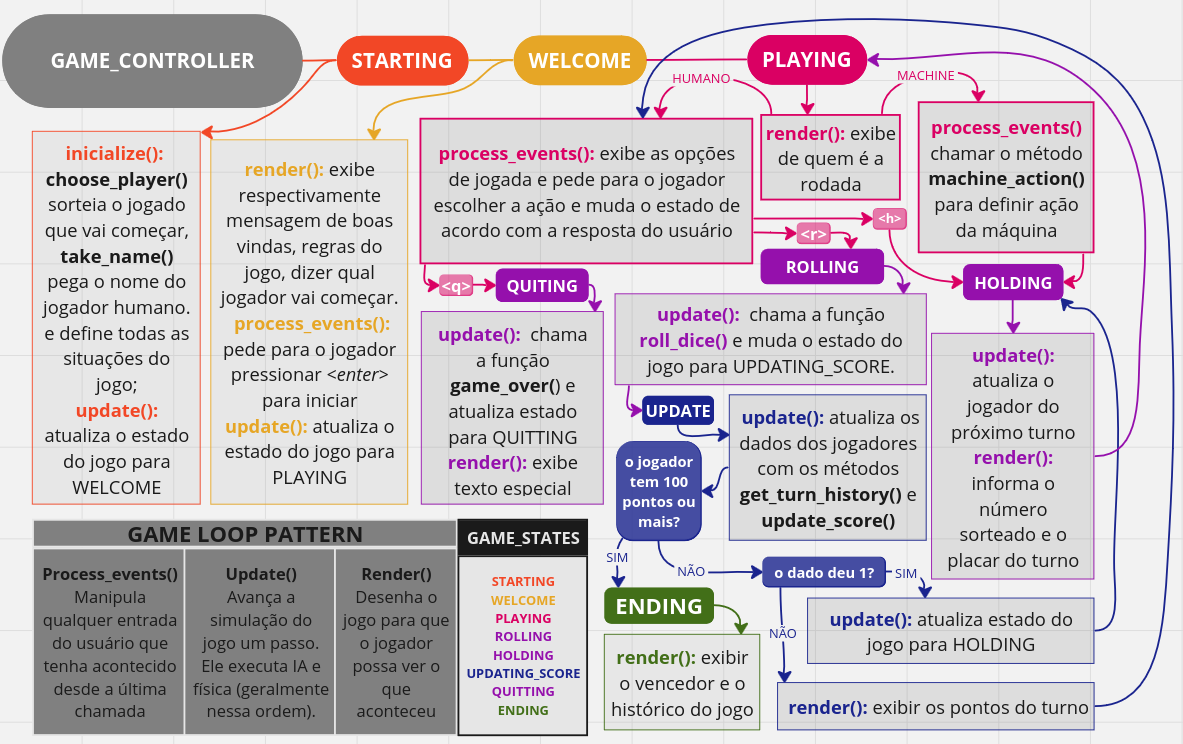 GAME_CONTROLLER
STARTING
WELCOME
PLAYING
HUMANO
MACHINE
inicialize():
choose_player()
sorteia o jogado
que vai começar,
take_name()
pega o nome do
jogador humano.
e define todas as
situações do
jogo;
update():
atualiza o estado
do jogo para
WELCOME
render(): exibe
respectivamente
mensagem de boas
vindas, regras do
jogo, dizer qual
jogador vai começar.
process_events():
pede para o jogador
pressionar <enter>
para iniciar
update(): atualiza o
estado do jogo para
PLAYING
process_events(): exibe as opções
de jogada e pede para o jogador
escolher a ação e muda o estado de
acordo com a resposta do usuário
render(): exibe
de quem é a
rodada
process_events()
chamar o método
machine_action()
para definir ação
da máquina
<h>
<r>
<q>
QUITING
ROLLING
HOLDING
update():  chama
a função
game_over() e
atualiza estado
para QUITTING
render(): exibe
texto especial
update():  chama a função
roll_dice() e muda o estado do
jogo para UPDATING_SCORE.
update():
atualiza o
jogador do
próximo turno
render():
informa o
número
sorteado e o
placar do turno
UPDATE
update(): atualiza os
dados dos jogadores
com os métodos
get_turn_history() e
update_score()
o jogador
tem 100
pontos ou
mais?
SIM
NÃO
o dado deu 1?
SIM
NÃO
ENDING
render(): exibir
o vencedor e o
histórico do jogo
update(): atualiza estado do
jogo para HOLDING
render(): exibir os pontos do turno
GAME LOOP PATTERN
Process_events()
Manipula
qualquer entrada
do usuário que
tenha acontecido
desde a última
chamada
Update()
Avança a
simulação do
jogo um passo.
Ele executa IA e
física (geralmente
nessa ordem).
Render()
Desenha o
jogo para que
o jogador
possa ver o
que
aconteceu
GAME_STATES
STARTING
WELCOME
PLAYING
ROLLING
HOLDING
UPDATING_SCORE
QUITTING
ENDING